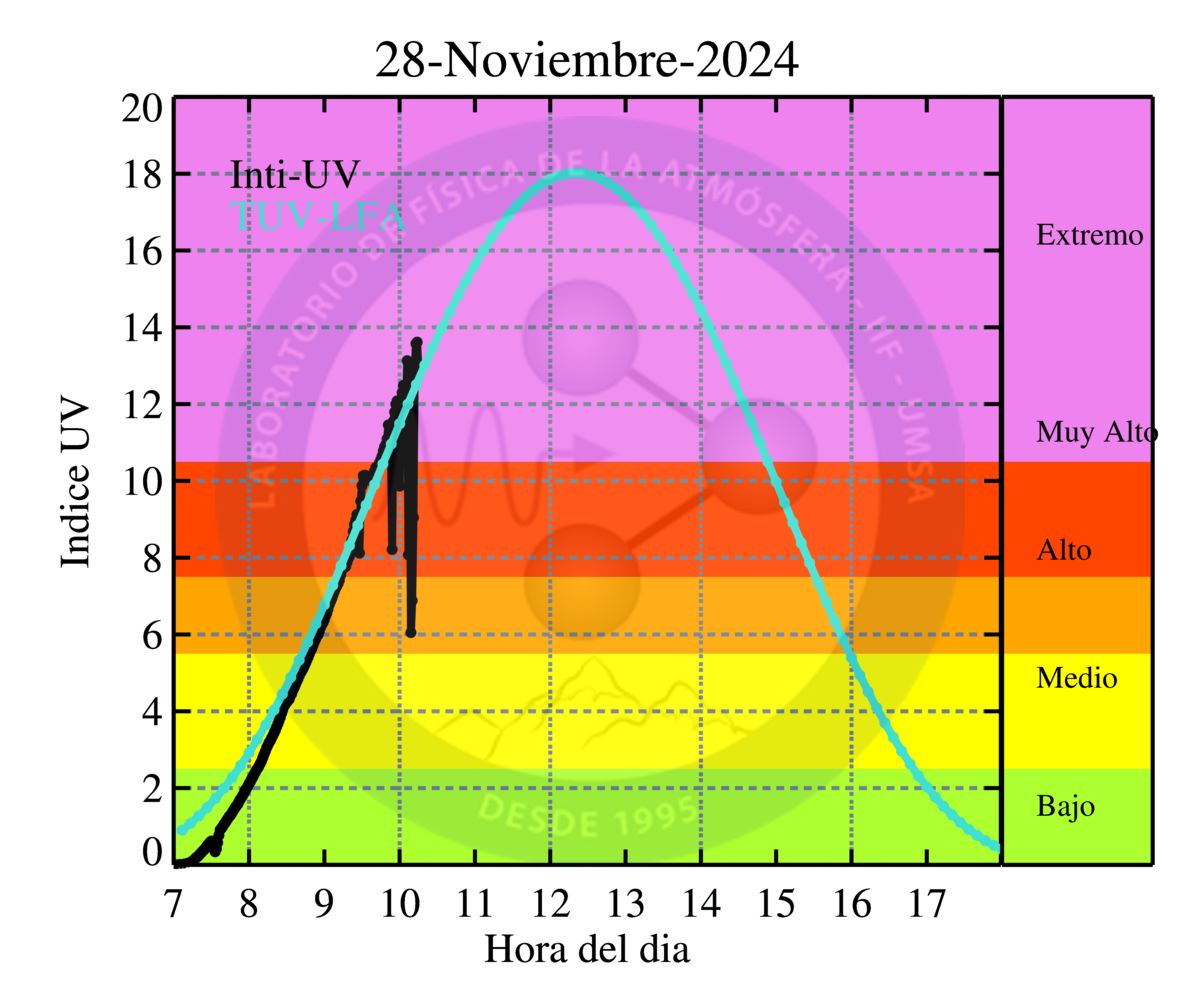 28-Noviembre-2024
20
18
16
14
12
10
8
6
4
2
0
Indice UV
Inti-UV
TUV-LFA
LABORATORIO DE FÍSICA DE LA ATMÓSFERA - IIF - UMSA
DESDE 1995
Extremo
Muy Alto
Alto
Medio
Bajo
7 8 9 10 11 12 13 14 15 16 17
Hora del dia